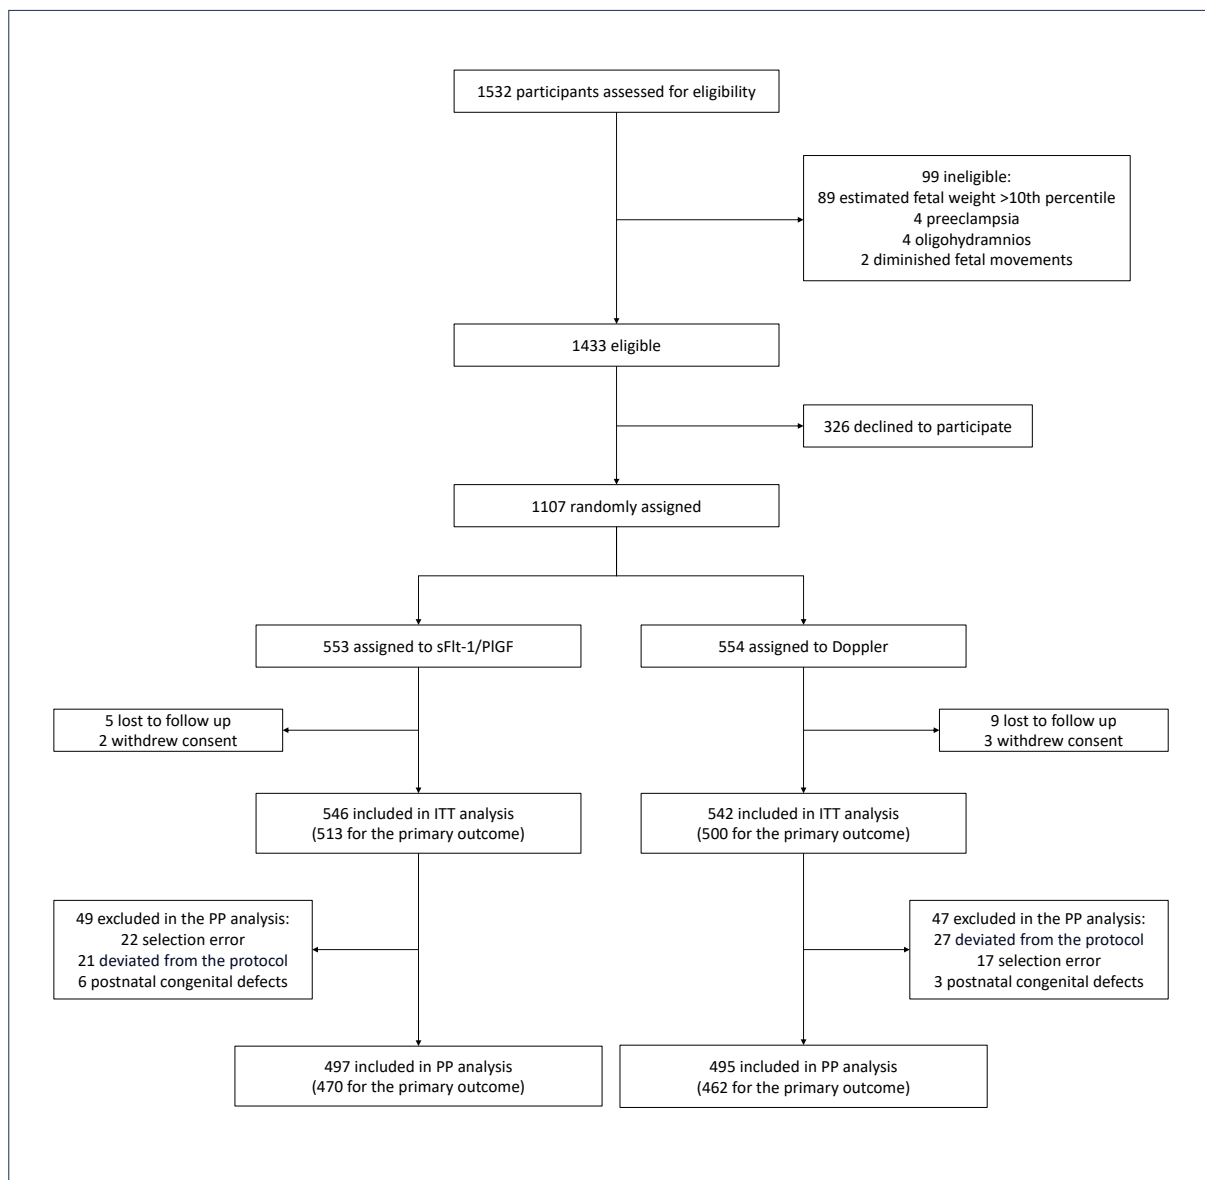 1532 participants assessed for eligibility
99 ineligible:
89 estimated fetal weight >10th percentile
4 preeclampsia
4 oligohydramnios
2 diminished fetal movements
1433 eligible
326 declined to participate
1107 randomly assigned
553 assigned to sFlt-1/PlGF
554 assigned to Doppler
5 lost to follow up
2 withdrew consent
9 lost to follow up
3 withdrew consent
546 included in ITT analysis
(513 for the primary outcome)
542 included in ITT analysis
(500 for the primary outcome)
49 excluded in the PP analysis:
22 selection error
21 deviated from the protocol
6 postnatal congenital defects
47 excluded in the PP analysis:
27 deviated from the protocol
17 selection error
3 postnatal congenital defects
497 included in PP analysis
(470 for the primary outcome)
495 included in PP analysis
(462 for the primary outcome)